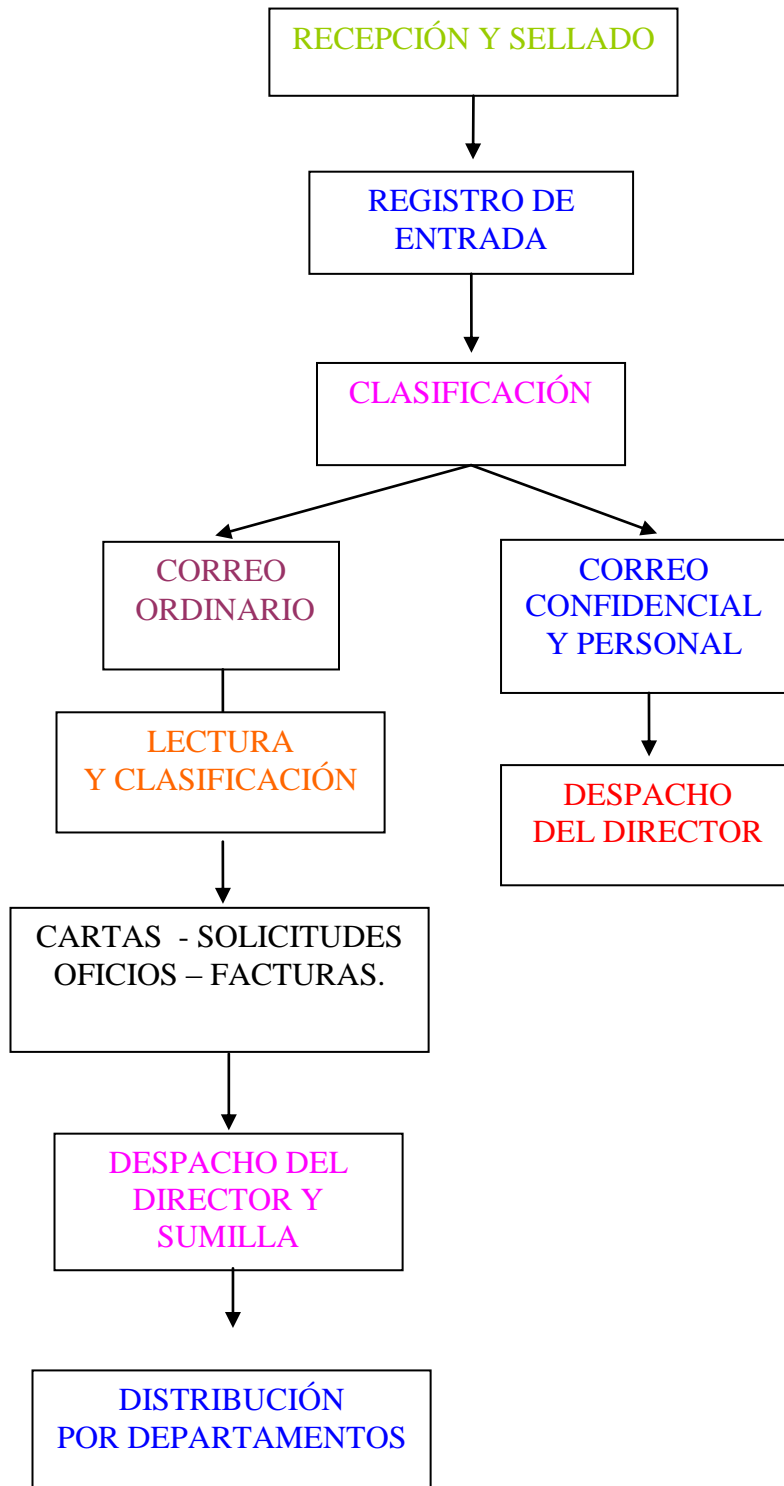 RECEPCIÓN Y SELLADO
REGISTRO DE
ENTRADA
CLASIFICACIÓN
CORREO
ORDINARIO
CORREO
CONFIDENCIAL
Y PERSONAL
LECTURA
Y CLASIFICACIÓN
DESPACHO
DEL DIRECTOR
CARTAS - SOLICITUDES
OFICIOS – FACTURAS.
DESPACHO DEL
DIRECTOR Y
SUMILLA
DISTRIBUCIÓN
POR DEPARTAMENTOS